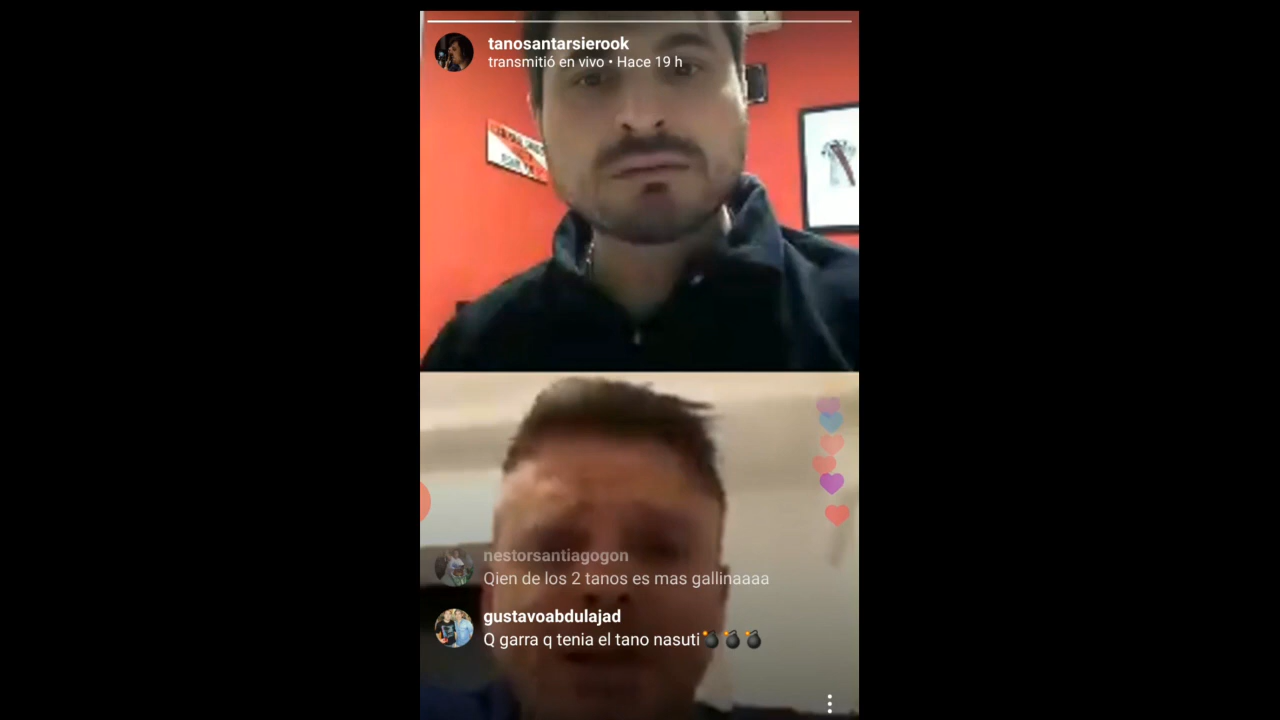 tanosantarsierook
transmitió en vivo • Hace 19 h
nestorsantiagogon
Qien de los 2 tanos es mas gallinaaaa
gustavoabdulajad
Q garra q tenia el tano nasuti💣💣💣